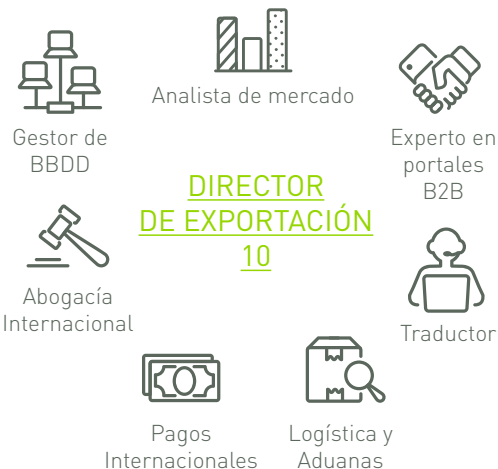 Analista de mercado
Gestor de
BBDD
Experto en
portales
B2B
DIRECTOR
DE EXPORTACIÓN
10
Abogacía
Internacional
Traductor
Pagos
Internacionales
Logística y
Aduanas